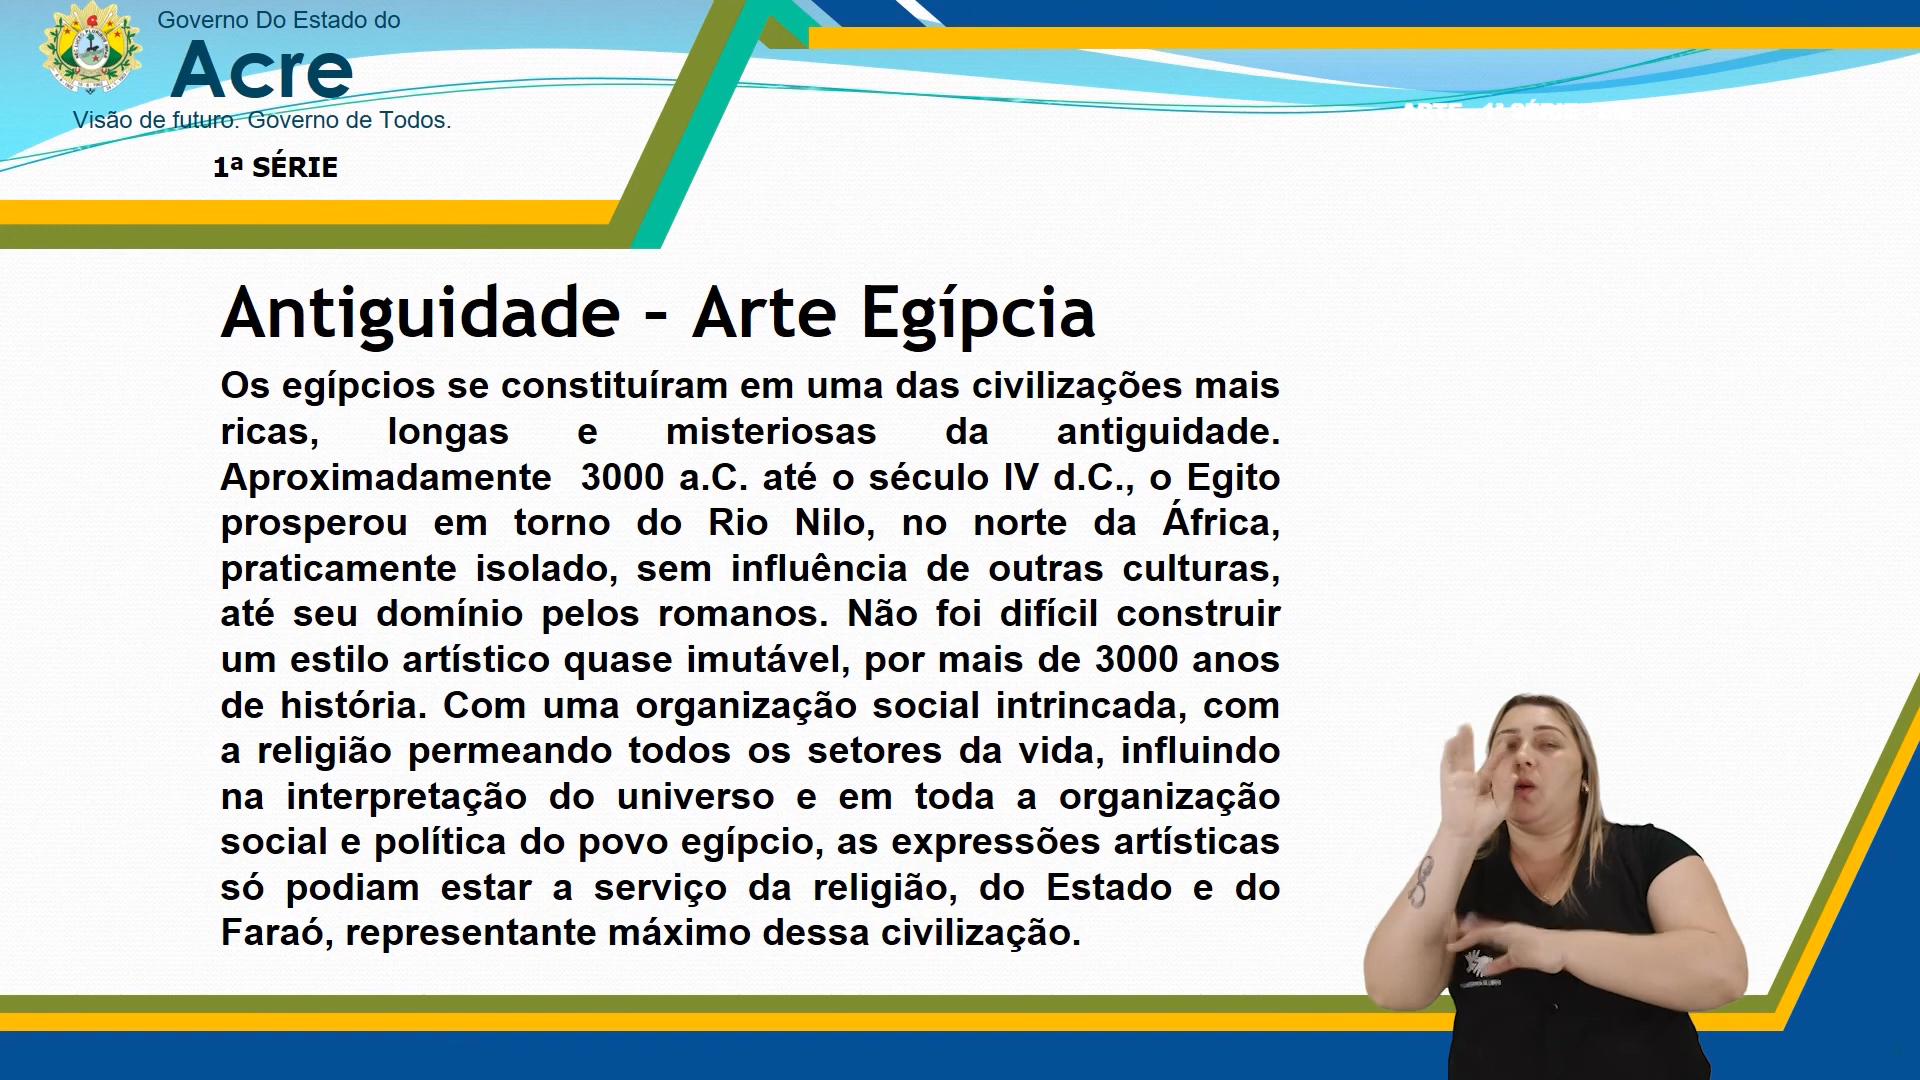 Governo Do Estado do
Acre
Visão de futuro. Governo de Todos.
1ª SÉRIE
ARTE - 1ª SÉRIE
Antiguidade – Arte Egípcia
Os egípcios se constituíram em uma das civilizações mais
ricas, longas e misteriosas da antiguidade.
Aproximadamente 3000 a.C. até o século IV d.C., o Egito
prosperou em torno do Rio Nilo, no norte da África,
praticamente isolado, sem influência de outras culturas,
até seu domínio pelos romanos. Não foi difícil construir
um estilo artístico quase imutável, por mais de 3000 anos
de história. Com uma organização social intrincada, com
a religião permeando todos os setores da vida, influindo
na interpretação do universo e em toda a organização
social e política do povo egípcio, as expressões artísticas
só podiam estar a serviço da religião, do Estado e do
Faraó, representante máximo dessa civilização.